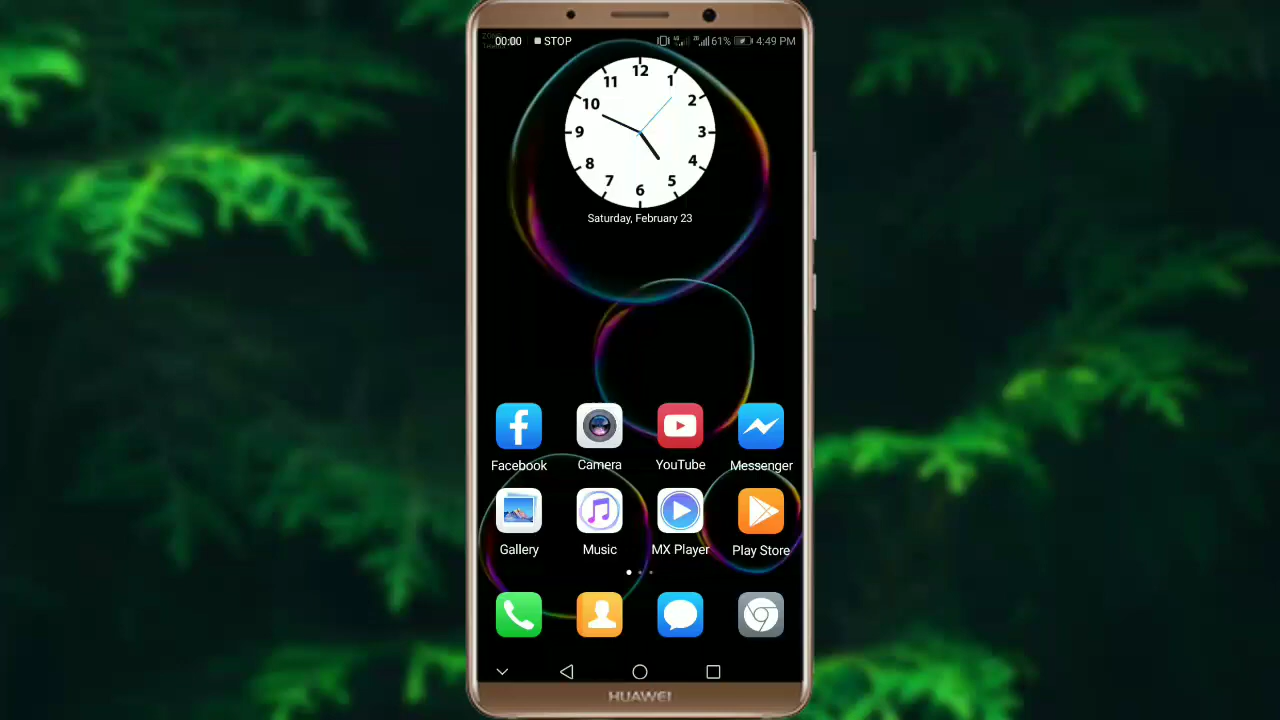 00:00 STOP 61% 4:49 PM
12
11 1
10 2
9 3
8 4
7 5
6
Saturday, February 23
Facebook Camera YouTube Messenger
Gallery Music MX Player Play Store
HUAWEI